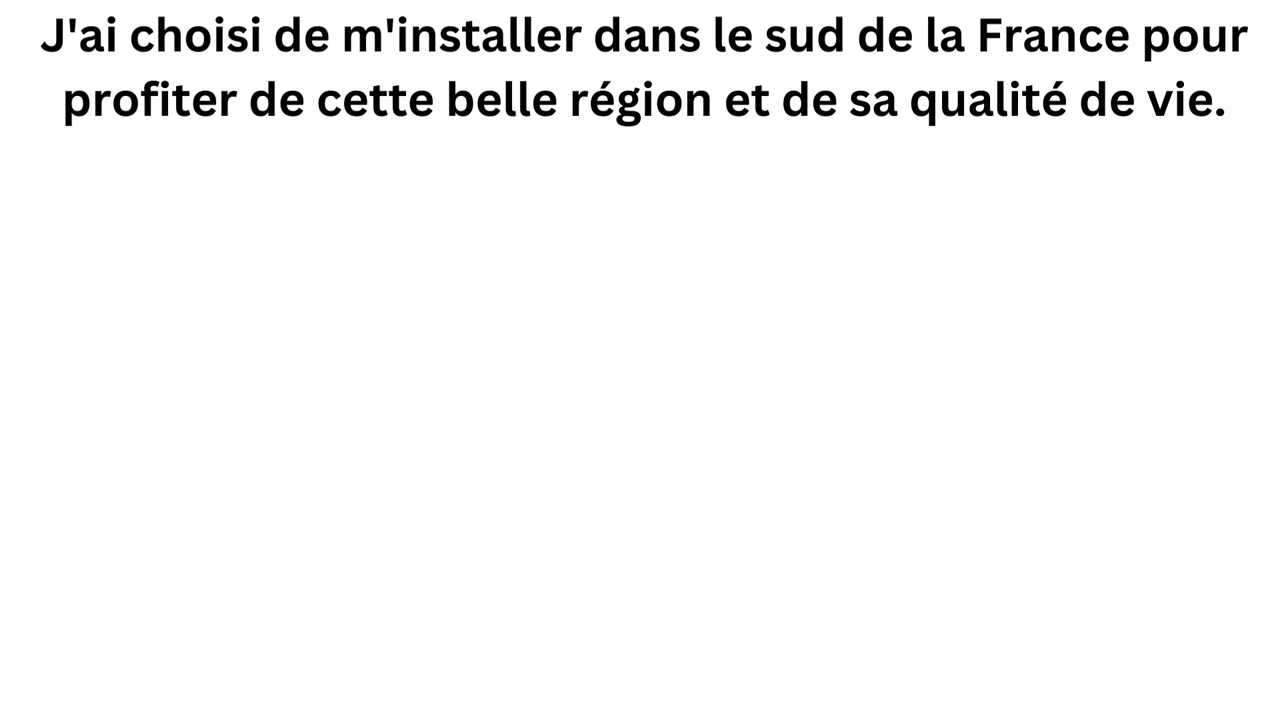 J'ai choisi de m'installer dans le sud de la France pour
profiter de cette belle région et de sa qualité de vie.